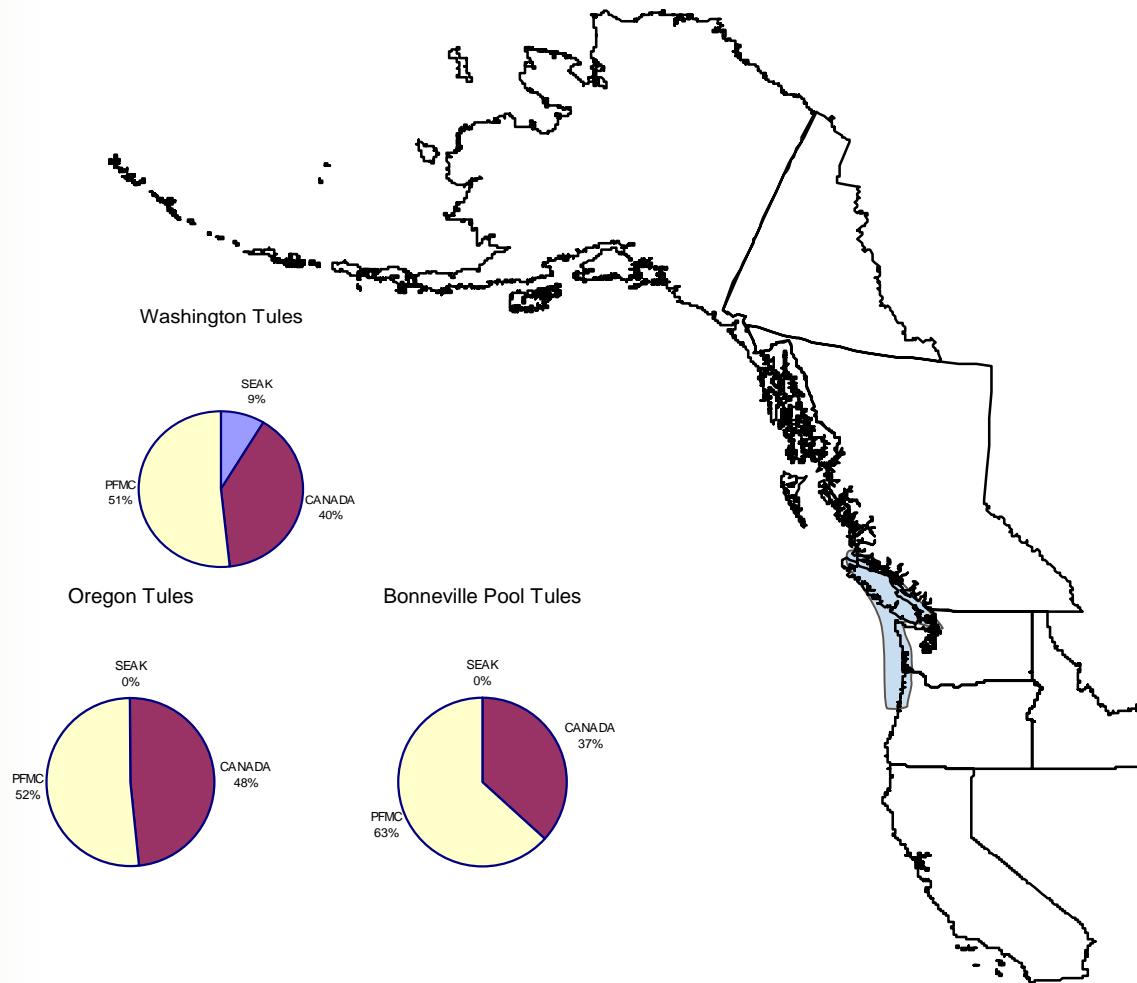 Washington Tules
SEAK
9%
PFMC
51%
CANADA
40%
Oregon Tules
SEAK
0%
PFMC
52%
CANADA
48%
Bonneville Pool Tules
SEAK
0%
CANADA
37%
PFMC
63%